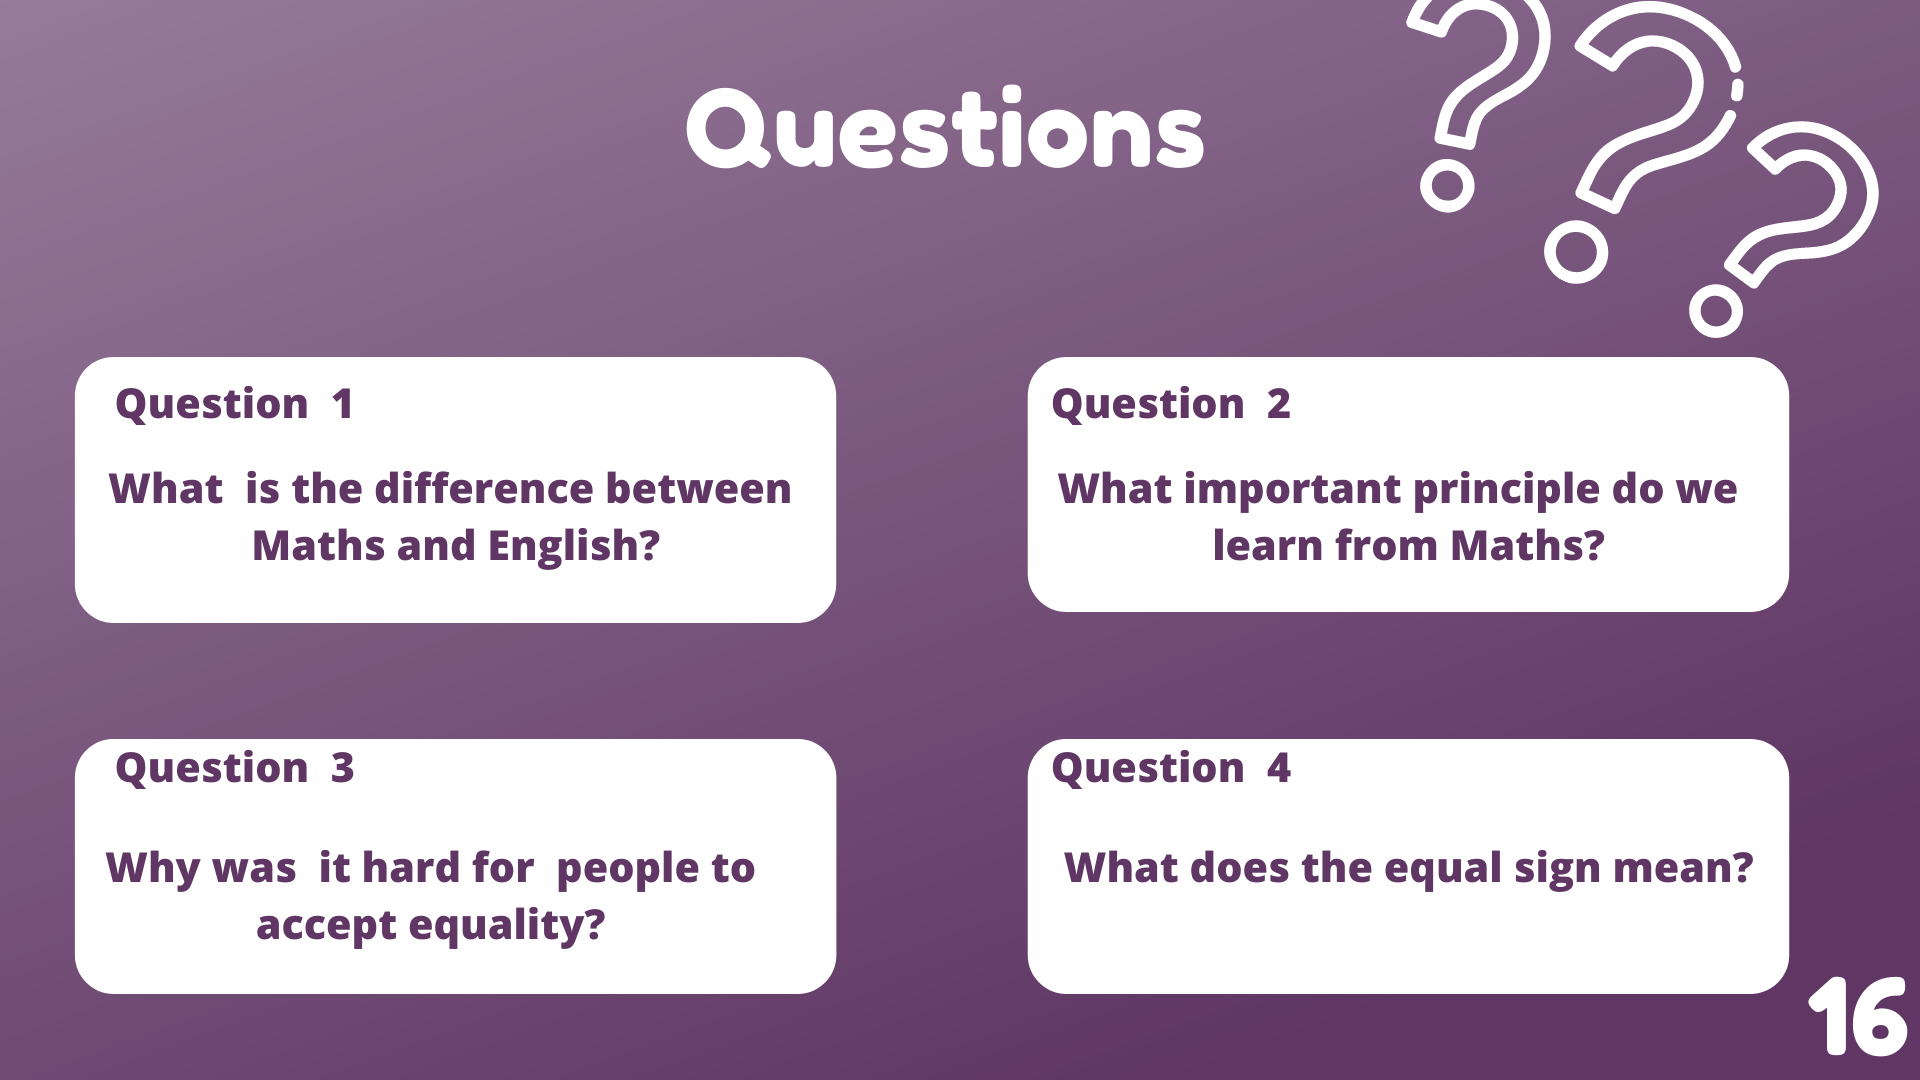 Questions
Question 1
What is the difference between
Maths and English?
Question 2
What important principle do we
learn from Maths?
Question 3
Why was it hard for people to
accept equality?
Question 4
What does the equal sign mean?
16